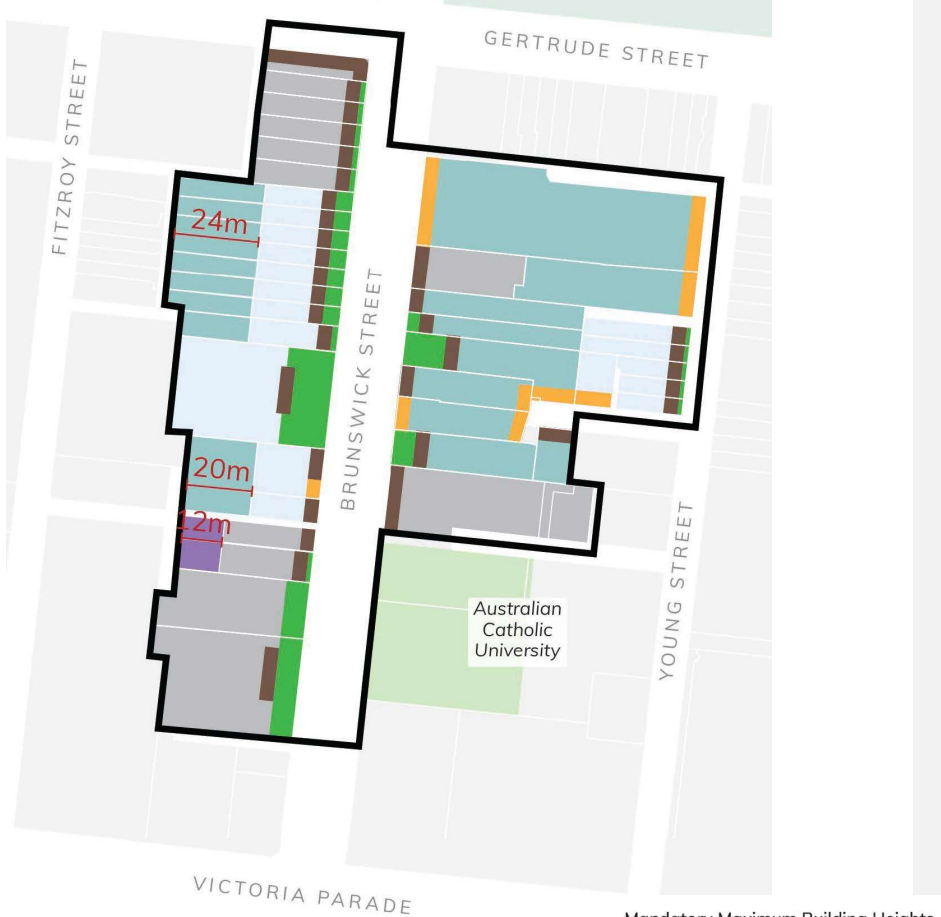 GERTRUDE STREET
FITZROY STREET
24m
BRUNSWICK STREET
20m
12m
YOUNG STREET
Australian
Catholic
University
VICTORIA PARADE
Mandatory Maximum Building Heights